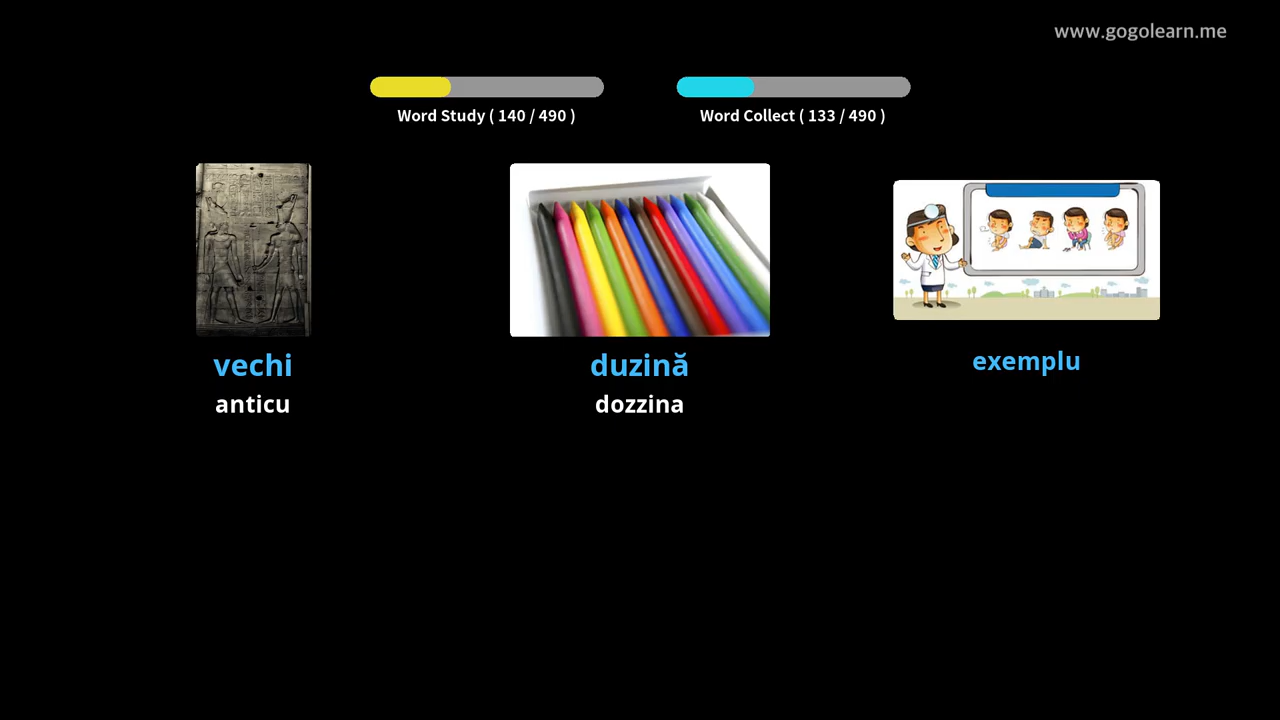 www.gogolearn.me
Word Study ( 140 / 490 )
Word Collect ( 133 / 490 )
vechi
anticu
duzină
dozzina
exemplu